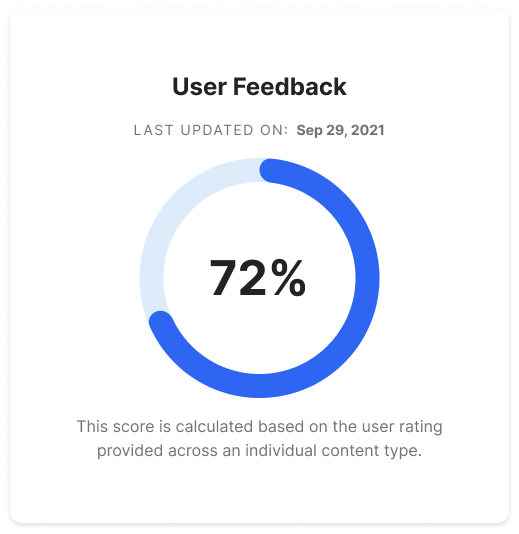 User Feedback
LAST UPDATED ON: Sep 29, 2021
72%
This score is calculated based on the user rating
provided across an individual content type.